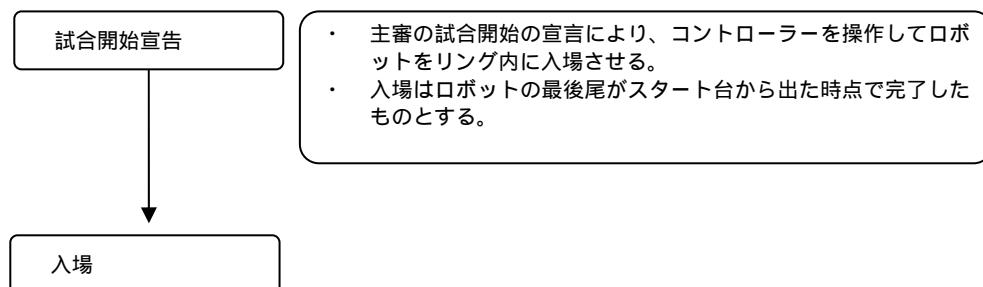 試合開始宣告
・ 主審の試合開始の宣言により、コントローラーを操作してロボ
ットをリング内に入場させる。
・ 入場はロボットの最後尾がスタート台から出た時点で完了した
ものとする。
入場